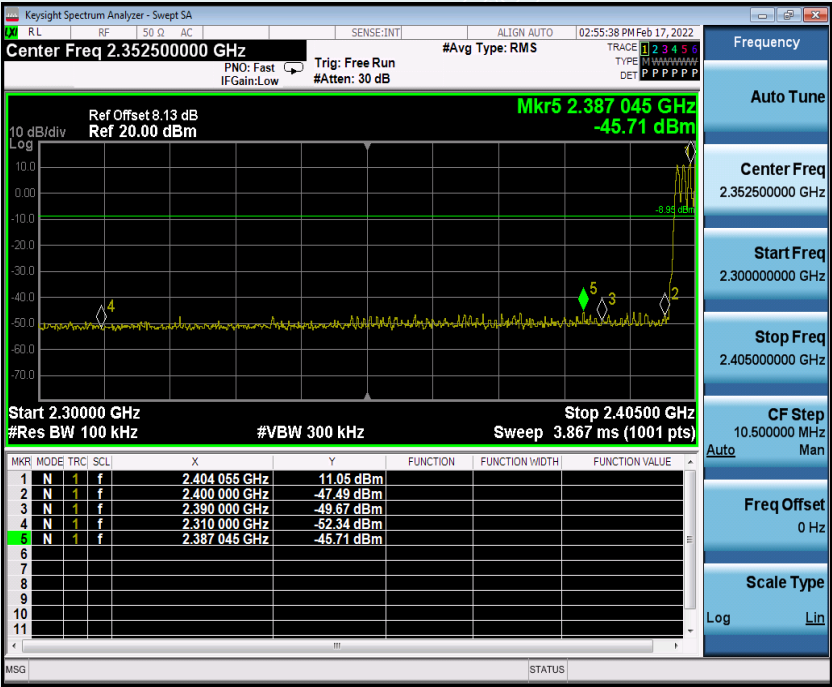 Keysight Spectrum Analyzer - Swept SA
RL RF 50 Ω AC SENSE:INT ALIGN AUTO 02:55:38 PM Feb 17, 2022
Center Freq 2.352500000 GHz
#Avg Type: RMS
TRACE 1 2 3 4 5 6
TYPE M WWWWW
DET P P P P P P
PNO: Fast
IFGain:Low
Trig: Free Run
#Atten: 30 dB
Mkr5 2.387 045 GHz
-45.71 dBm
Ref Offset 8.13 dB
Ref 20.00 dBm
10 dB/div
Log
10.0
0.00
-10.0
-20.0
-30.0
-40.0
-50.0
-60.0
-70.0
-8.95 dBm
4
5
3
2
Start 2.30000 GHz
Stop 2.40500 GHz
#Res BW 100 kHz
#VBW 300 kHz
Sweep 3.867 ms (1001 pts)
MKR MODE TRC SCL X Y FUNCTION FUNCTION WIDTH FUNCTION VALUE
1 N 1 f 2.404 055 GHz 11.05 dBm
2 N 1 f 2.400 000 GHz -47.49 dBm
3 N 1 f 2.390 000 GHz -49.67 dBm
4 N 1 f 2.310 000 GHz -52.34 dBm
5 N 1 f 2.387 045 GHz -45.71 dBm
6
7
8
9
10
11
MSG
STATUS
Frequency
Auto Tune
Center Freq
2.352500000 GHz
Start Freq
2.300000000 GHz
Stop Freq
2.405000000 GHz
CF Step
10.500000 MHz
Auto Man
Freq Offset
0 Hz
Scale Type
Log Lin